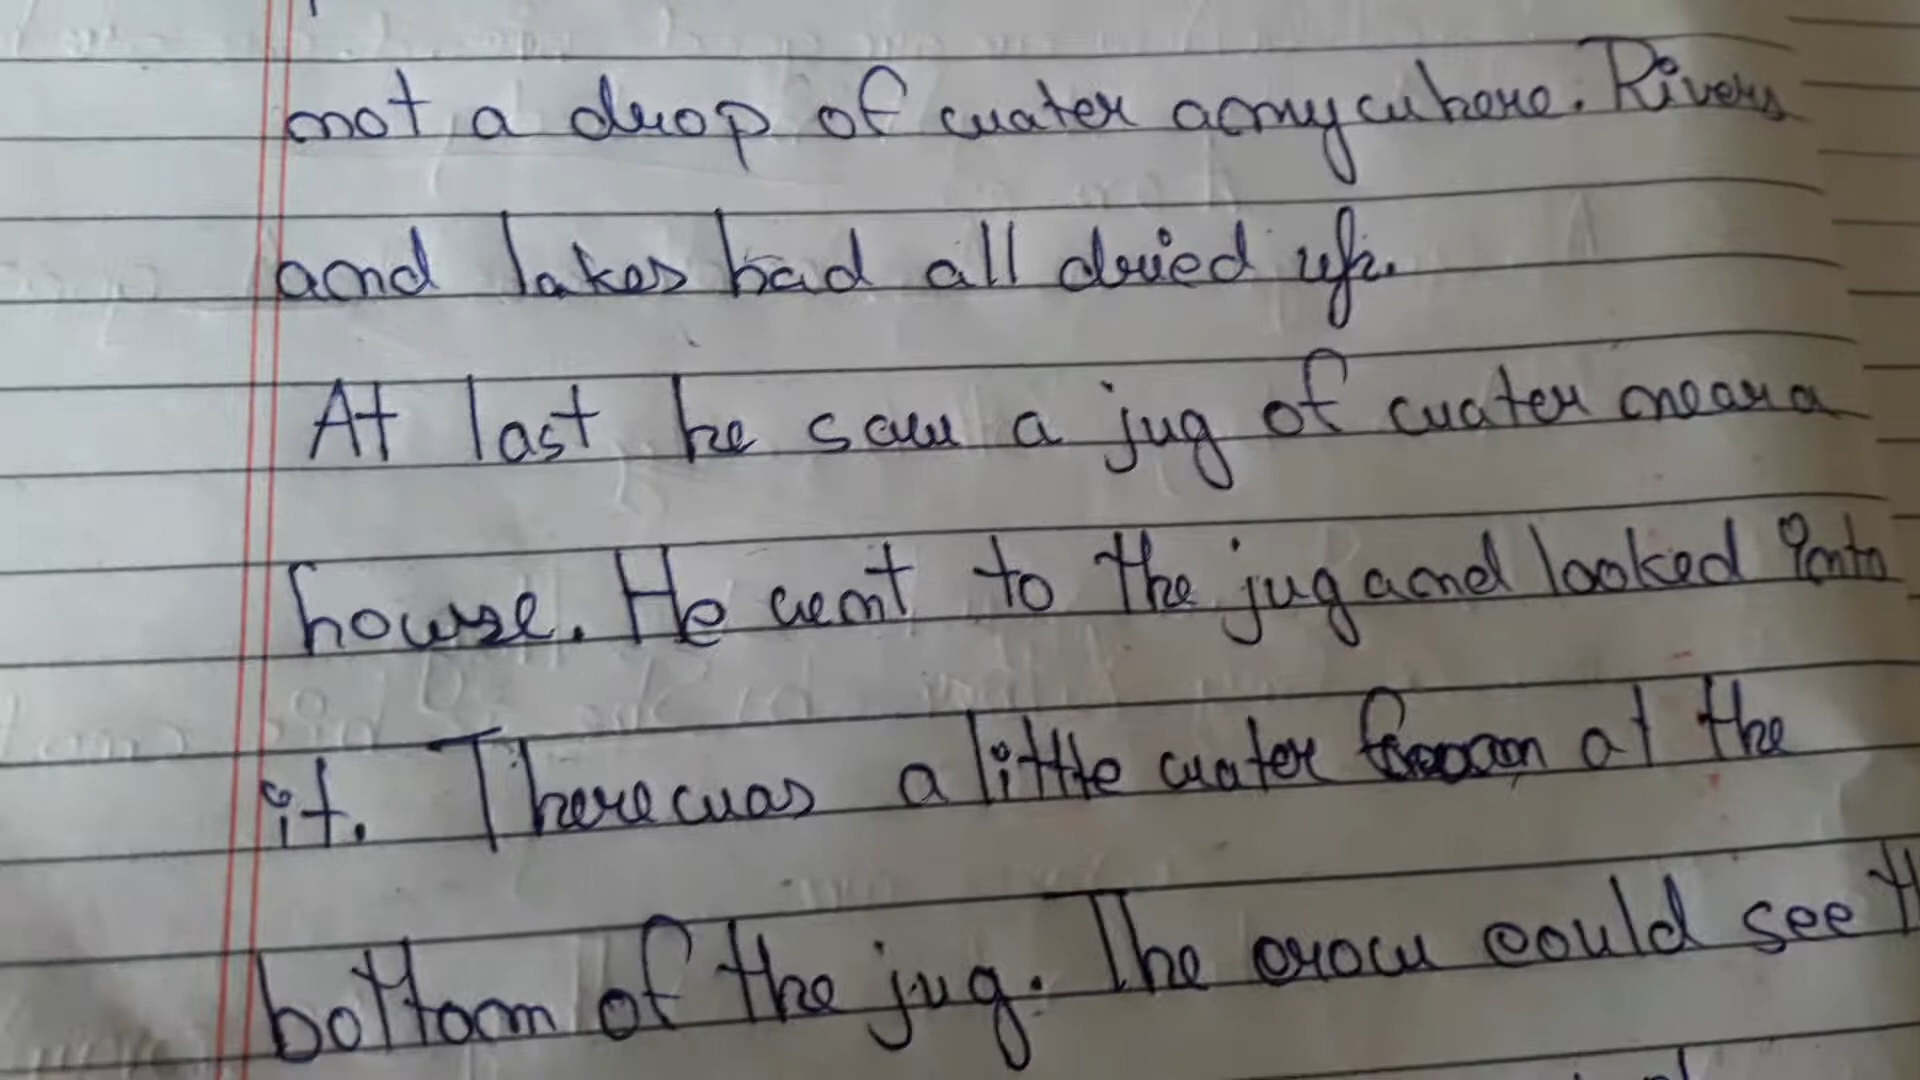 not a drop of water anywhere. Rivers
and lakes had all dried up.
At last he saw a jug of water near a
house. He went to the jug and looked into
it. There was a little water at the
bottom of the jug. The crow could see th